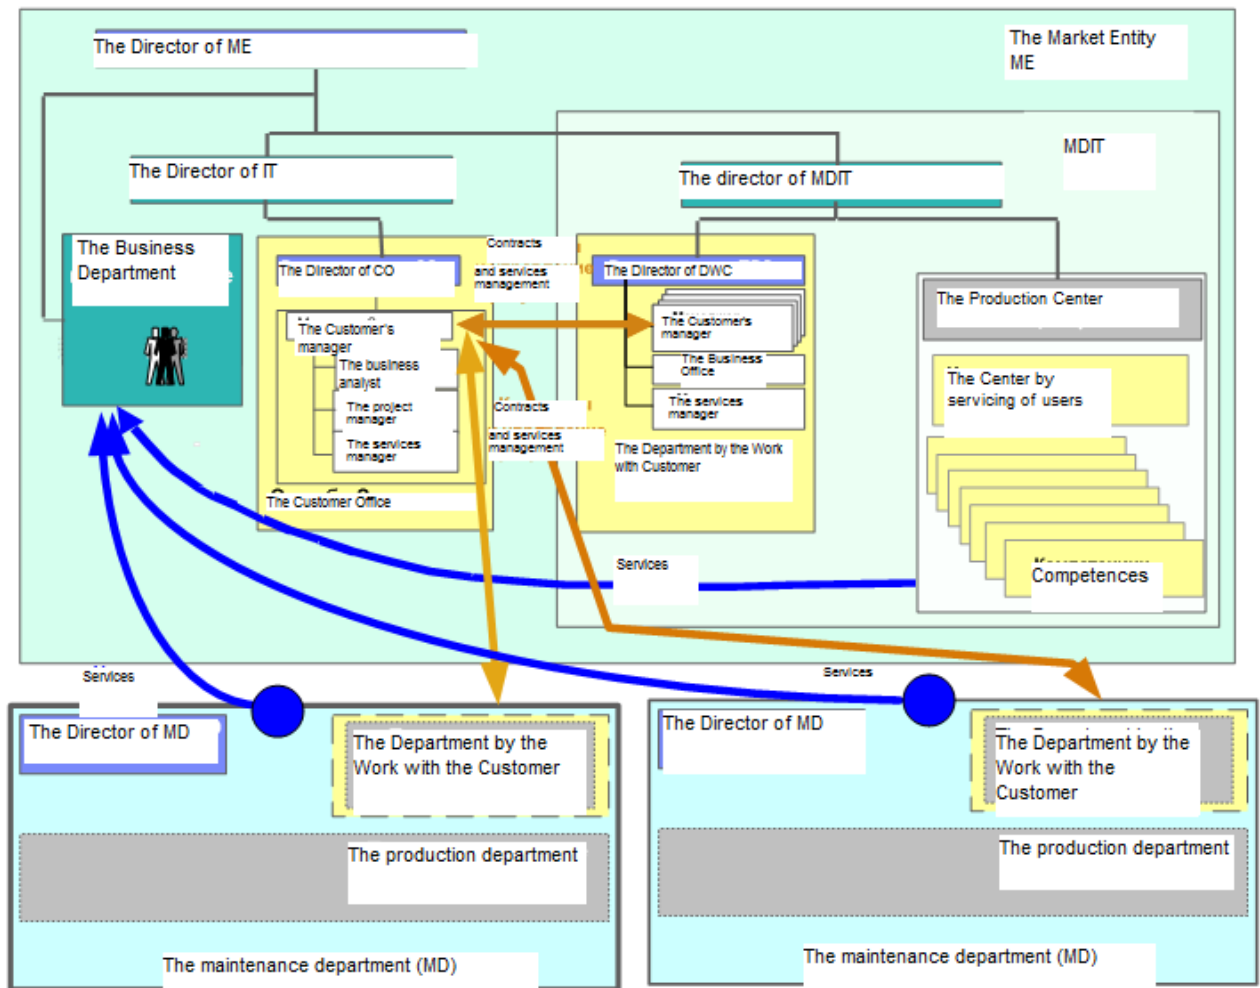 The Director of ME
The Market Entity
ME
MDIT
The Director of IT
The director of MDIT
The Business
Department
Contracts
and services
management
The Director of CO
The Director of DWC
The Production Center
The Customer's
manager
The Customer's
manager
The business
analyst
The Business
Office
The Center by
servicing of users
The project
manager
The services
manager
Contracts
and services
management
The services
manager
The Department by the Work
with Customer
The Customer Office
Services
Competences
Services
Services
The Director of MD
The Department by the
Work with the Customer
The production department
The maintenance department (MD)
The Director of MD
The Department by the
Work with the
Customer
The production department
The maintenance department (MD)